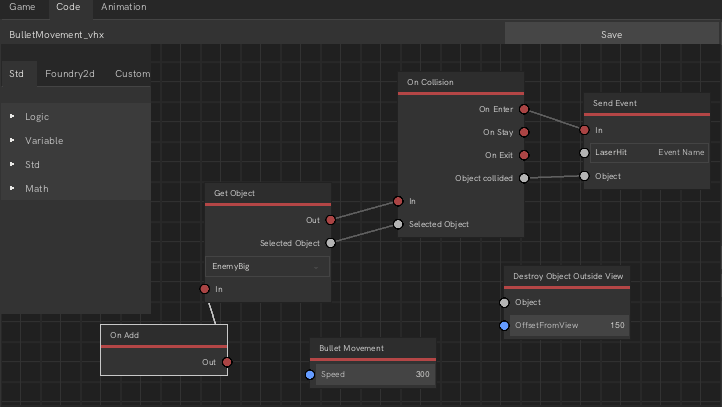 Game Code Animation
BulletMovement_vhx Save
Std Foundry2d Custom
Logic
Variable
Std
Math
On Collision
On Enter
On Stay
On Exit
Object collided
In
Selected Object
Send Event
In
LaserHit Event Name
Object
Get Object
Out
Selected Object
EnemyBig
In
On Add
Out
Bullet Movement
Speed 300
Destroy Object Outside View
Object
OffsetFromView 150